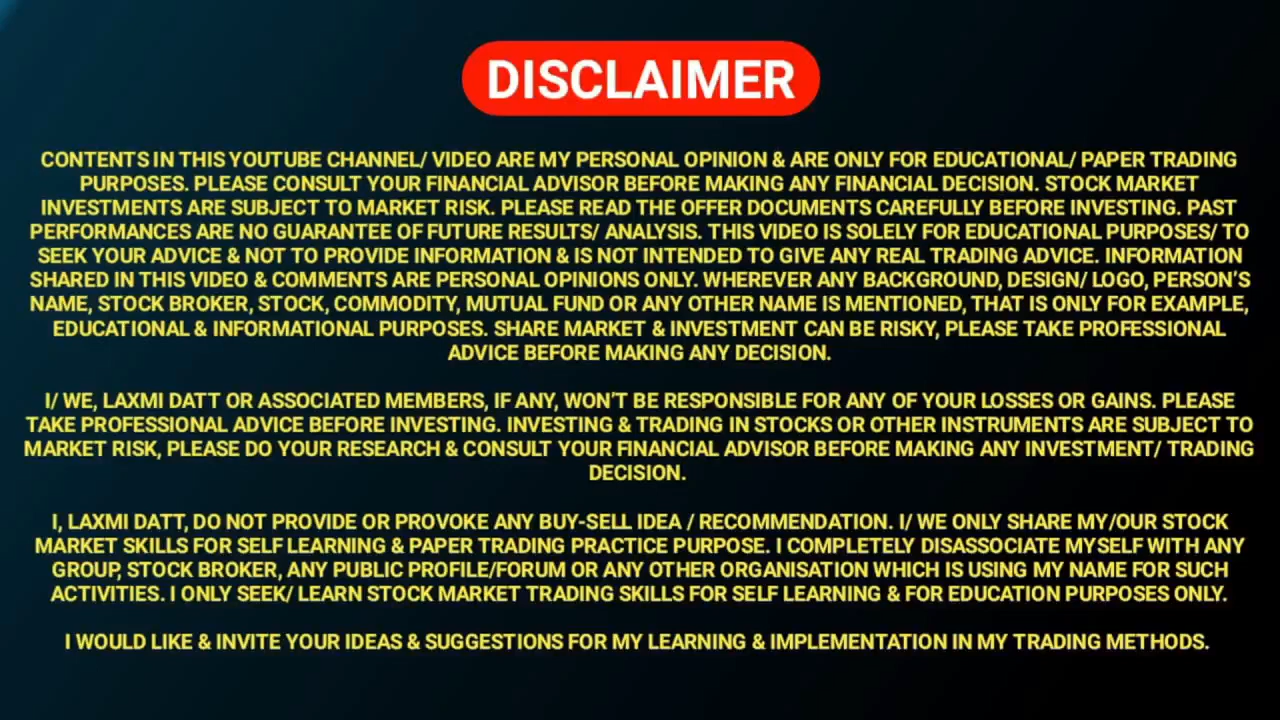 DISCLAIMER
CONTENTS IN THIS YOUTUBE CHANNEL/ VIDEO ARE MY PERSONAL OPINION & ARE ONLY FOR EDUCATIONAL/ PAPER TRADING
PURPOSES. PLEASE CONSULT YOUR FINANCIAL ADVISOR BEFORE MAKING ANY FINANCIAL DECISION. STOCK MARKET
INVESTMENTS ARE SUBJECT TO MARKET RISK. PLEASE READ THE OFFER DOCUMENTS CAREFULLY BEFORE INVESTING. PAST
PERFORMANCES ARE NO GUARANTEE OF FUTURE RESULTS/ ANALYSIS. THIS VIDEO IS SOLELY FOR EDUCATIONAL PURPOSES/ TO
SEEK YOUR ADVICE & NOT TO PROVIDE INFORMATION & IS NOT INTENDED TO GIVE ANY REAL TRADING ADVICE. INFORMATION
SHARED IN THIS VIDEO & COMMENTS ARE PERSONAL OPINIONS ONLY. WHEREVER ANY BACKGROUND, DESIGN/ LOGO, PERSON'S
NAME, STOCK BROKER, STOCK, COMMODITY, MUTUAL FUND OR ANY OTHER NAME IS MENTIONED, THAT IS ONLY FOR EXAMPLE,
EDUCATIONAL & INFORMATIONAL PURPOSES. SHARE MARKET & INVESTMENT CAN BE RISKY, PLEASE TAKE PROFESSIONAL
ADVICE BEFORE MAKING ANY DECISION.
I/ WE, LAXMI DATT OR ASSOCIATED MEMBERS, IF ANY, WON'T BE RESPONSIBLE FOR ANY OF YOUR LOSSES OR GAINS. PLEASE
TAKE PROFESSIONAL ADVICE BEFORE INVESTING. INVESTING & TRADING IN STOCKS OR OTHER INSTRUMENTS ARE SUBJECT TO
MARKET RISK, PLEASE DO YOUR RESEARCH & CONSULT YOUR FINANCIAL ADVISOR BEFORE MAKING ANY INVESTMENT/ TRADING
DECISION.
I, LAXMI DATT, DO NOT PROVIDE OR PROVOKE ANY BUY-SELL IDEA / RECOMMENDATION. I/ WE ONLY SHARE MY/OUR STOCK
MARKET SKILLS FOR SELF LEARNING & PAPER TRADING PRACTICE PURPOSE. I COMPLETELY DISASSOCIATE MYSELF WITH ANY
GROUP, STOCK BROKER, ANY PUBLIC PROFILE/FORUM OR ANY OTHER ORGANISATION WHICH IS USING MY NAME FOR SUCH
ACTIVITIES. I ONLY SEEK/ LEARN STOCK MARKET TRADING SKILLS FOR SELF LEARNING & FOR EDUCATION PURPOSES ONLY.
I WOULD LIKE & INVITE YOUR IDEAS & SUGGESTIONS FOR MY LEARNING & IMPLEMENTATION IN MY TRADING METHODS.